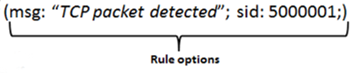 (msg: “TCP packet detected”; sid: 5000001;)
Rule options